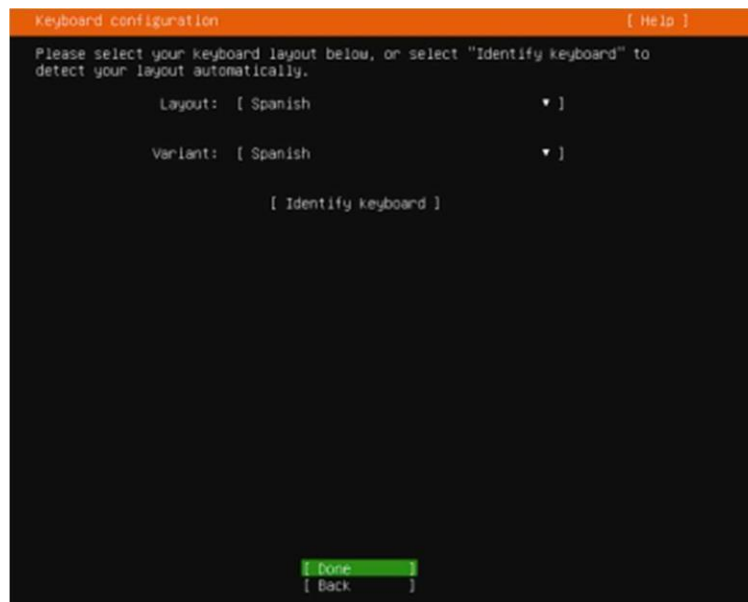 Keyboard configuration [ Help ]
Please select your keyboard layout below, or select "Identify keyboard" to
detect your layout automatically.
Layout: [ Spanish ▾ ]
Variant: [ Spanish ▾ ]
[ Identify keyboard ]
[ Done ]
[ Back ]